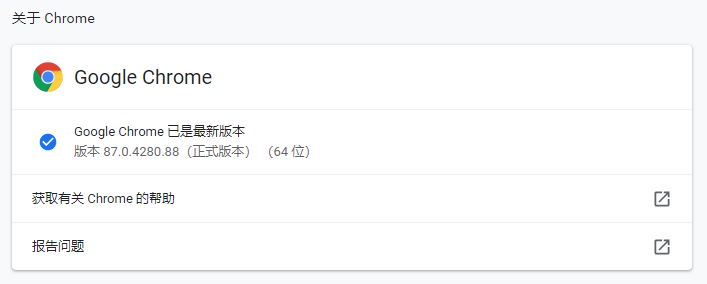 关于 Chrome
Google Chrome
Google Chrome 已是最新版本
版本 87.0.4280.88（正式版本） （64 位）
获取有关 Chrome 的帮助
报告问题